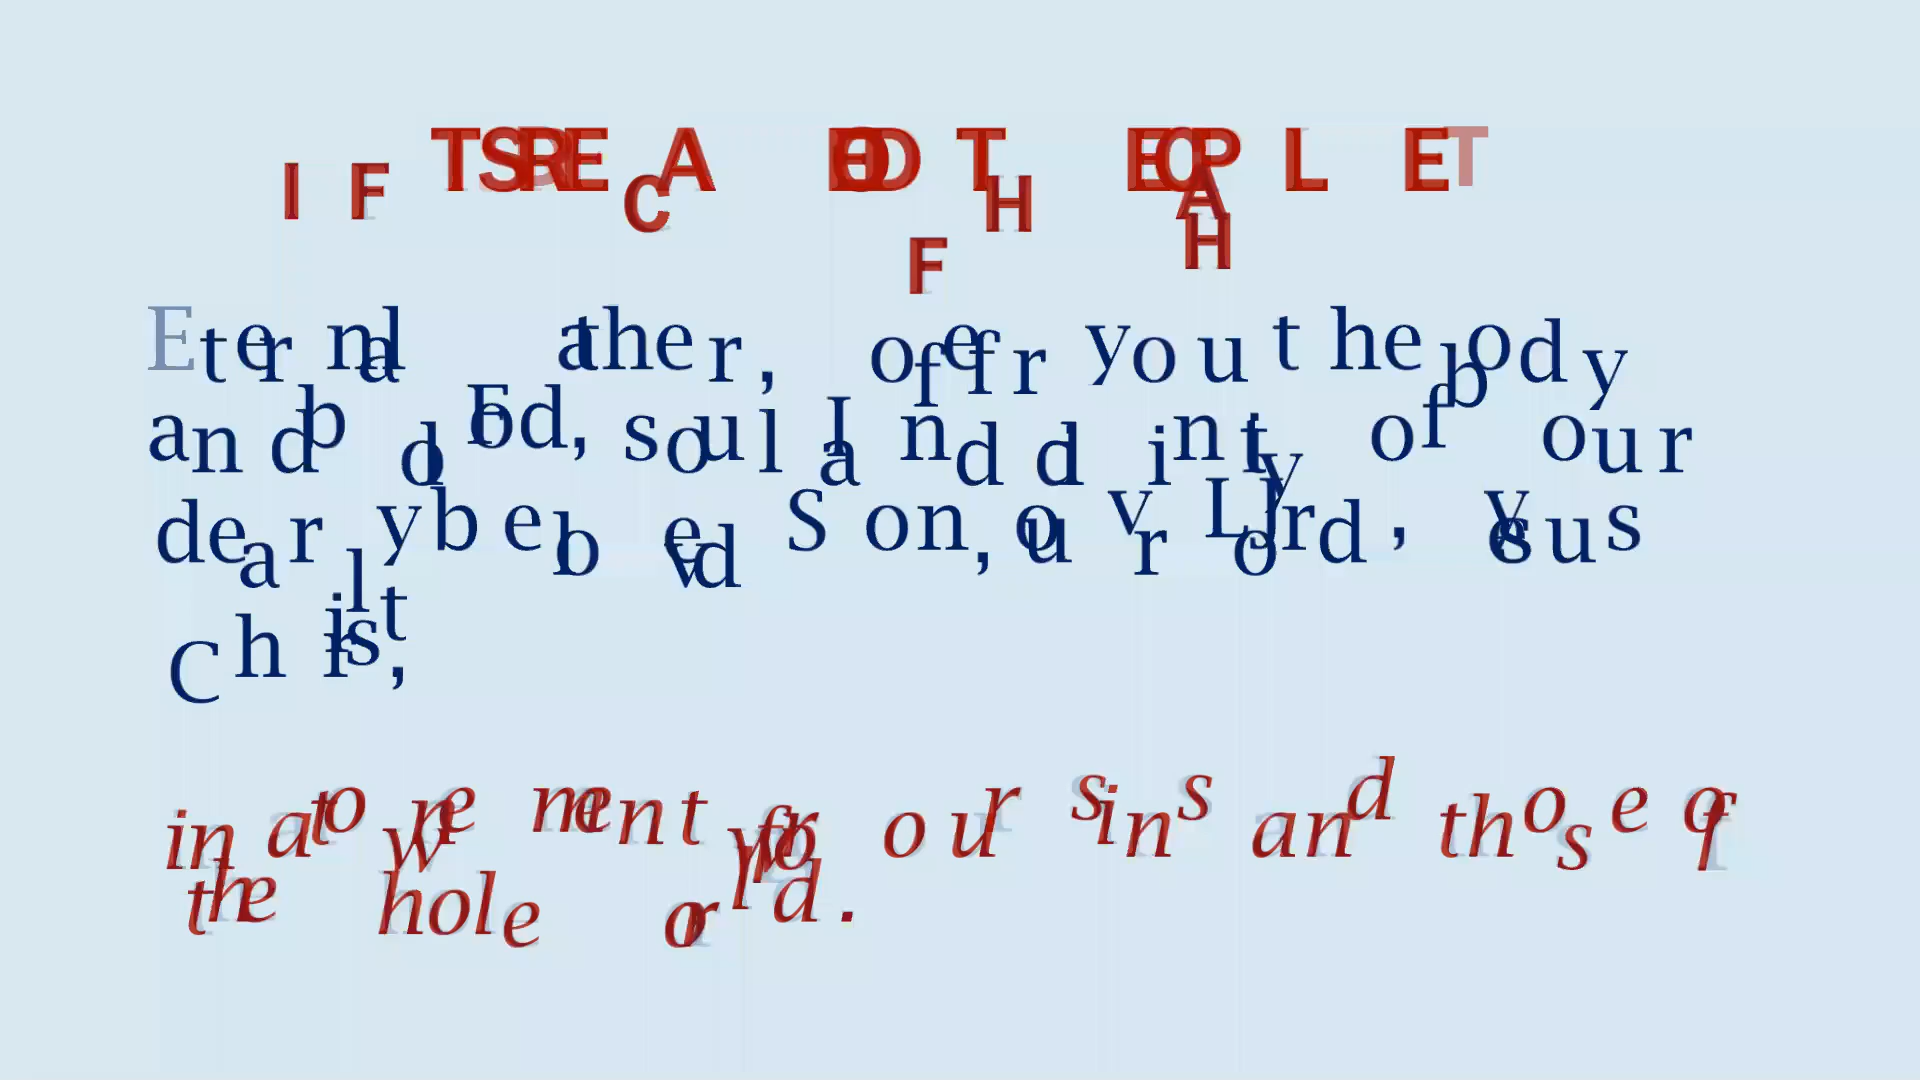 FIRST DECADE OF THE CHAPLET
Eternal Father, I offer you the body
and blood, soul and divinity of your
dearly beloved Son, our Lord, Jesus
Christ,
in atonement for our sins and those of
the whole world.